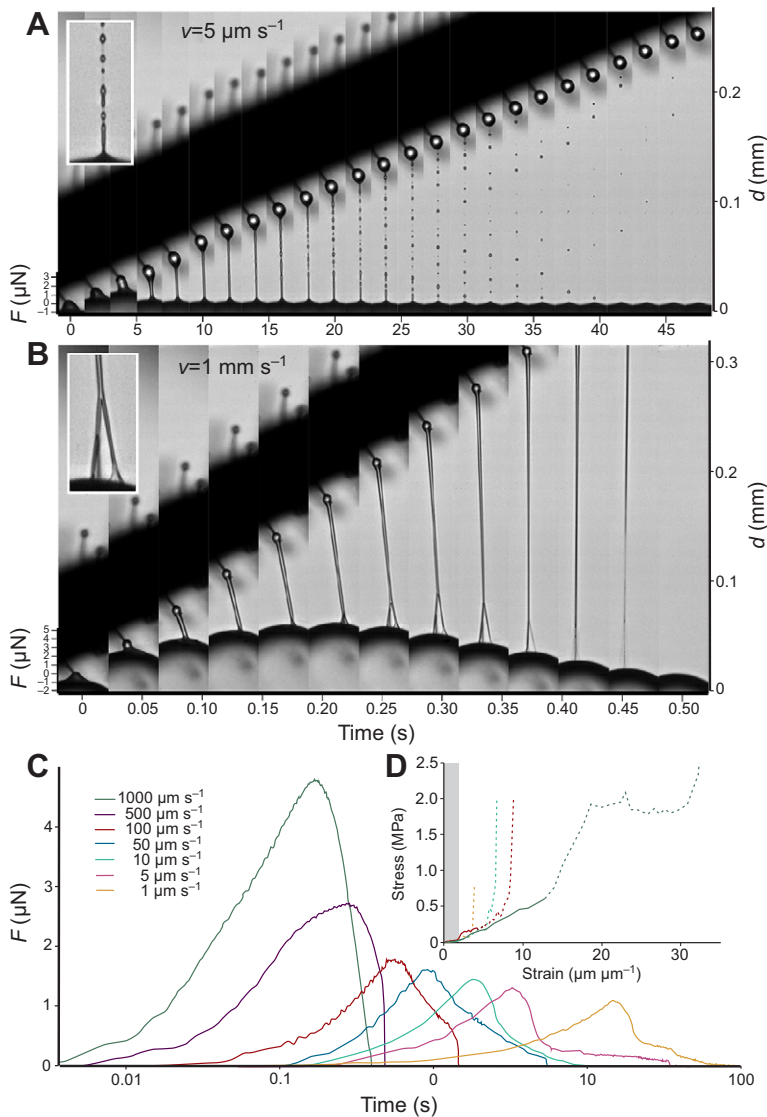 A
v=5 µm s–1
0.2
0.1
0
d (mm)
F (µN)
3
2
1
0
–1
0 5 10 15 20 25 30 35 40 45
B
v=1 mm s–1
0.3
0.2
0.1
0
d (mm)
F (µN)
5
4
3
2
1
0
–1
–2
0 0.05 0.10 0.15 0.20 0.25 0.30 0.35 0.40 0.45 0.50
Time (s)
C
1000 µm s–1
500 µm s–1
100 µm s–1
50 µm s–1
10 µm s–1
5 µm s–1
1 µm s–1
F (µN)
4
3
2
1
0
0.01 0.1 0 10 100
Time (s)
D
Stress (MPa)
2.5
2.0
1.5
1.0
0.5
0
0 10 20 30
Strain (µm µm–1)